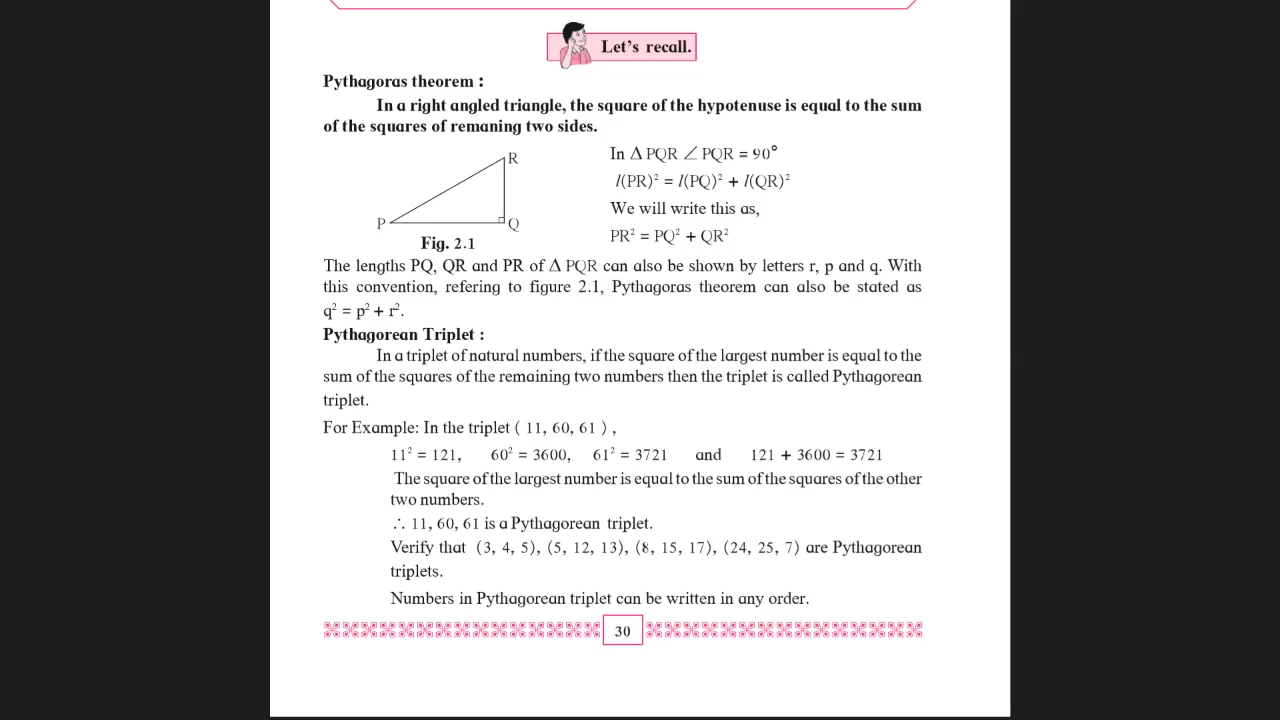 Let's recall.
Pythagoras theorem :
In a right angled triangle, the square of the hypotenuse is equal to the sum
of the squares of remaning two sides.
In Δ PQR ∠ PQR = 90°
l(PR)² = l(PQ)² + l(QR)²
We will write this as,
PR² = PQ² + QR²
R
P
Q
Fig. 2.1
The lengths PQ, QR and PR of Δ PQR can also be shown by letters r, p and q. With
this convention, refering to figure 2.1, Pythagoras theorem can also be stated as
q² = p² + r².
Pythagorean Triplet :
In a triplet of natural numbers, if the square of the largest number is equal to the
sum of the squares of the remaining two numbers then the triplet is called Pythagorean
triplet.
For Example: In the triplet ( 11, 60, 61 ) ,
11² = 121, 60² = 3600, 61² = 3721 and 121 + 3600 = 3721
The square of the largest number is equal to the sum of the squares of the other
two numbers.
∴ 11, 60, 61 is a Pythagorean triplet.
Verify that (3, 4, 5), (5, 12, 13), (8, 15, 17), (24, 25, 7) are Pythagorean
triplets.
Numbers in Pythagorean triplet can be written in any order.
30